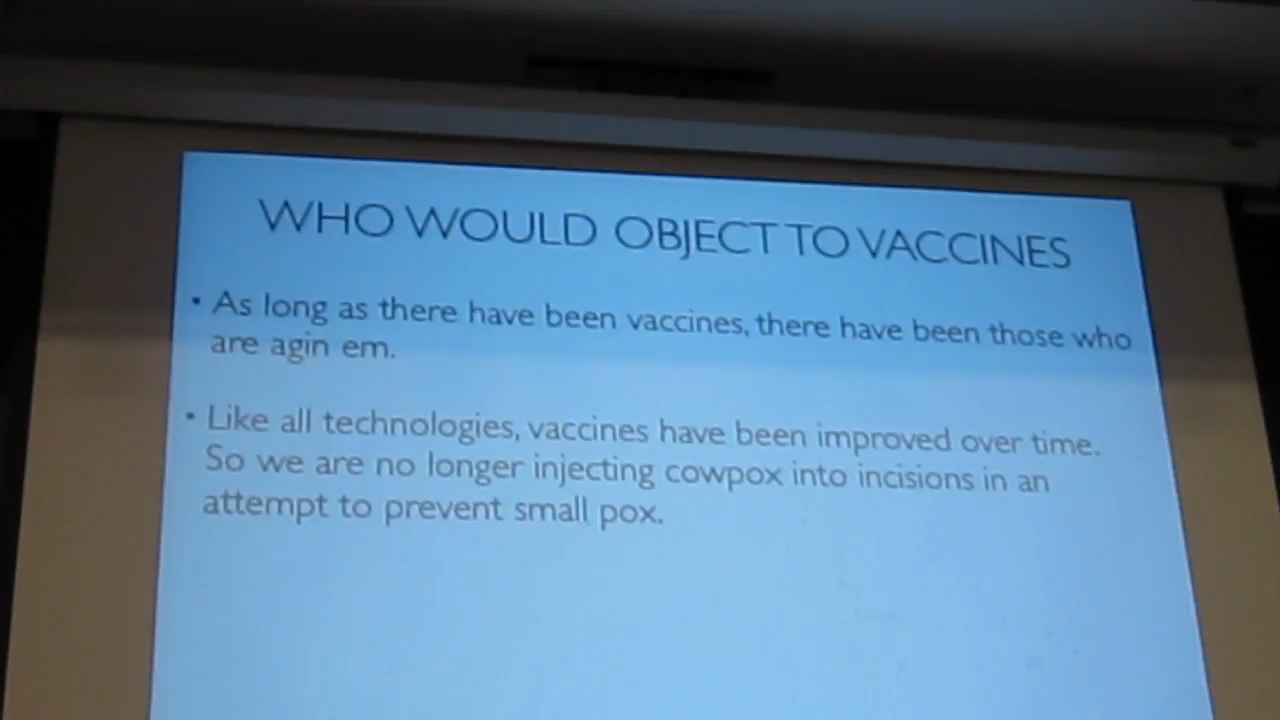 WHO WOULD OBJECT TO VACCINES
• As long as there have been vaccines, there have been those who
are agin em.
• Like all technologies, vaccines have been improved over time.
So we are no longer injecting cowpox into incisions in an
attempt to prevent small pox.